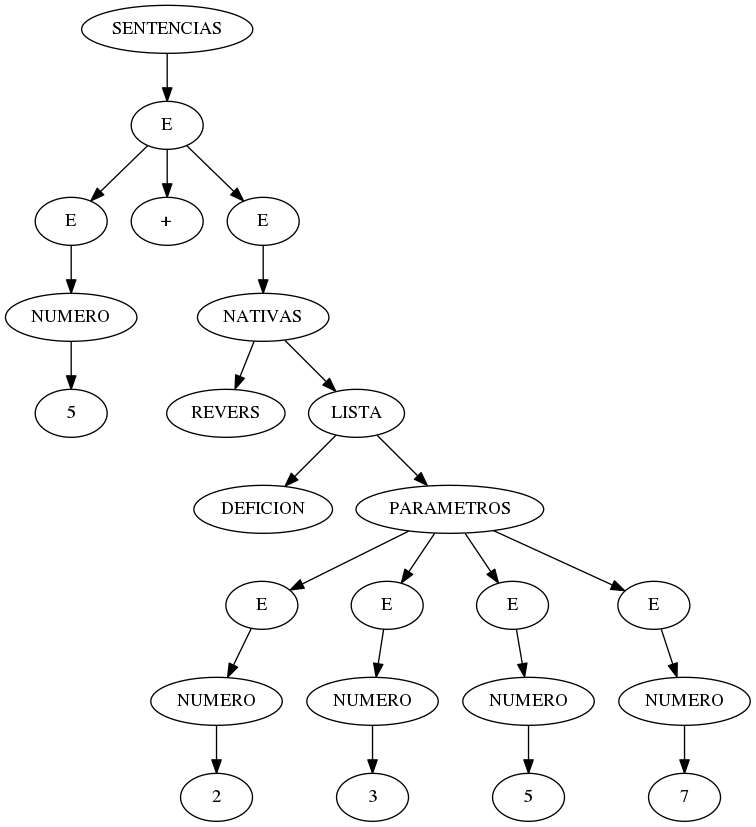 SENTENCIAS
E
E + E
NUMERO NATIVAS
5 REVERS LISTA
DEFICION PARAMETROS
E E E E
NUMERO NUMERO NUMERO NUMERO
2 3 5 7